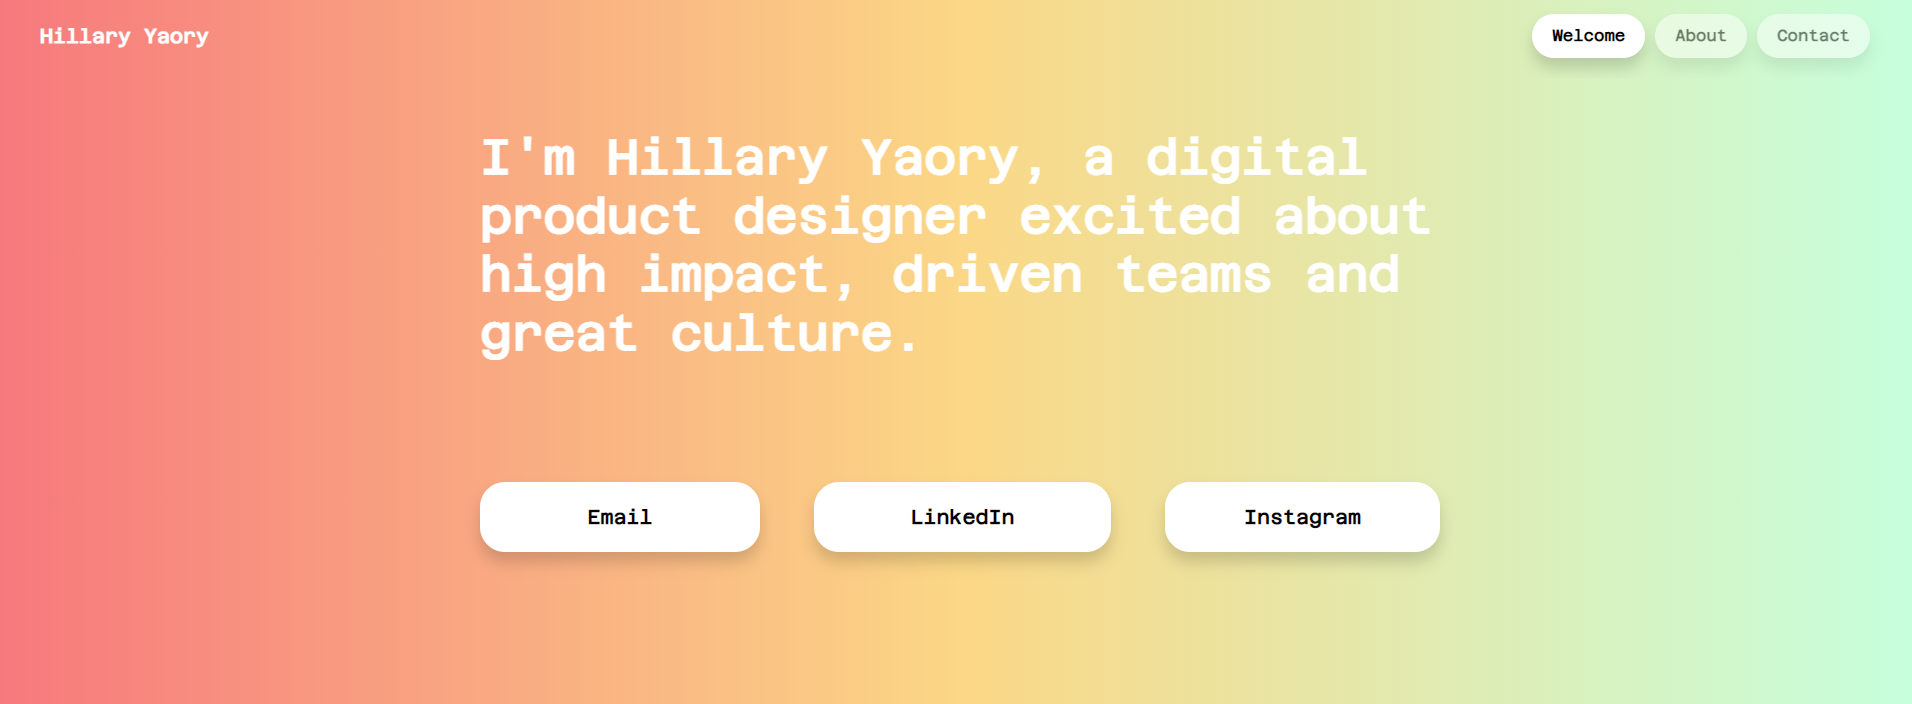 Hillary Yaory
Welcome
About
Contact
I'm Hillary Yaory, a digital
product designer excited about
high impact, driven teams and
great culture.
Email
LinkedIn
Instagram